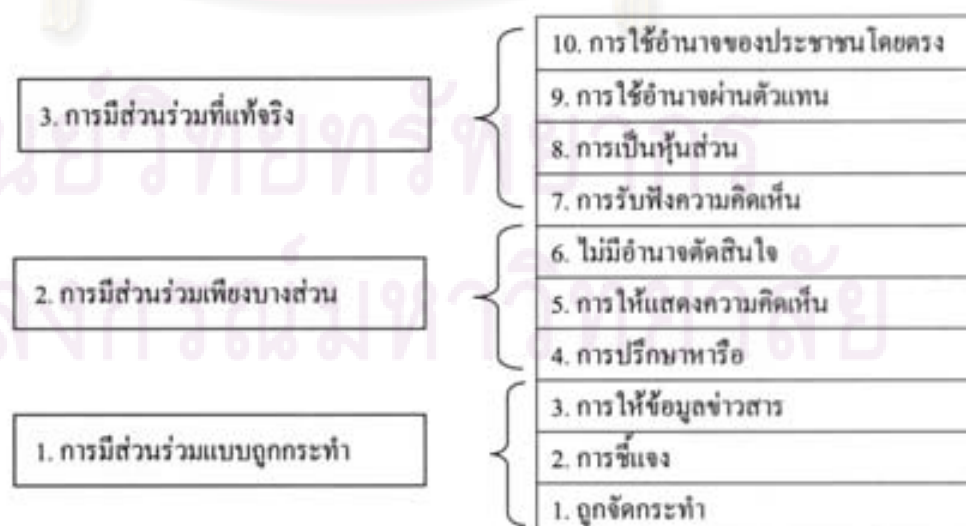 10. การใช้อำนาจของประชาชนโดยตรง
9. การใช้อำนาจผ่านตัวแทน
3. การมีส่วนร่วมที่แท้จริง
8. การเป็นหุ้นส่วน
7. การรับฟังความคิดเห็น
6. ไม่มีอำนาจตัดสินใจ
2. การมีส่วนร่วมเพียงบางส่วน
5. การให้แสดงความคิดเห็น
4. การปรึกษาหารือ
3. การให้ข้อมูลข่าวสาร
1. การมีส่วนร่วมแบบถูกกระทำ
2. การชี้แจง
1. ถูกจัดกระทำ